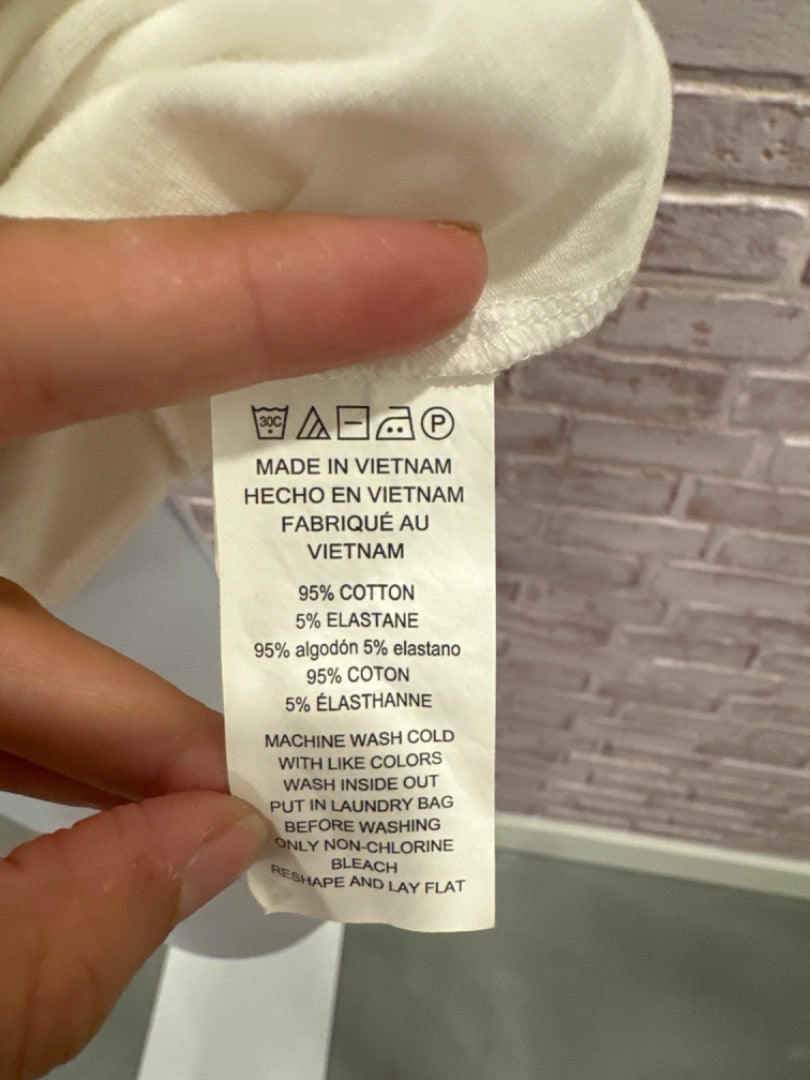 30C P
MADE IN VIETNAM
HECHO EN VIETNAM
FABRIQUÉ AU
VIETNAM
95% COTTON
5% ELASTANE
95% algodón 5% elastano
95% COTON
5% ÉLASTHANNE
MACHINE WASH COLD
WITH LIKE COLORS
WASH INSIDE OUT
PUT IN LAUNDRY BAG
BEFORE WASHING
ONLY NON-CHLORINE
BLEACH
RESHAPE AND LAY FLAT